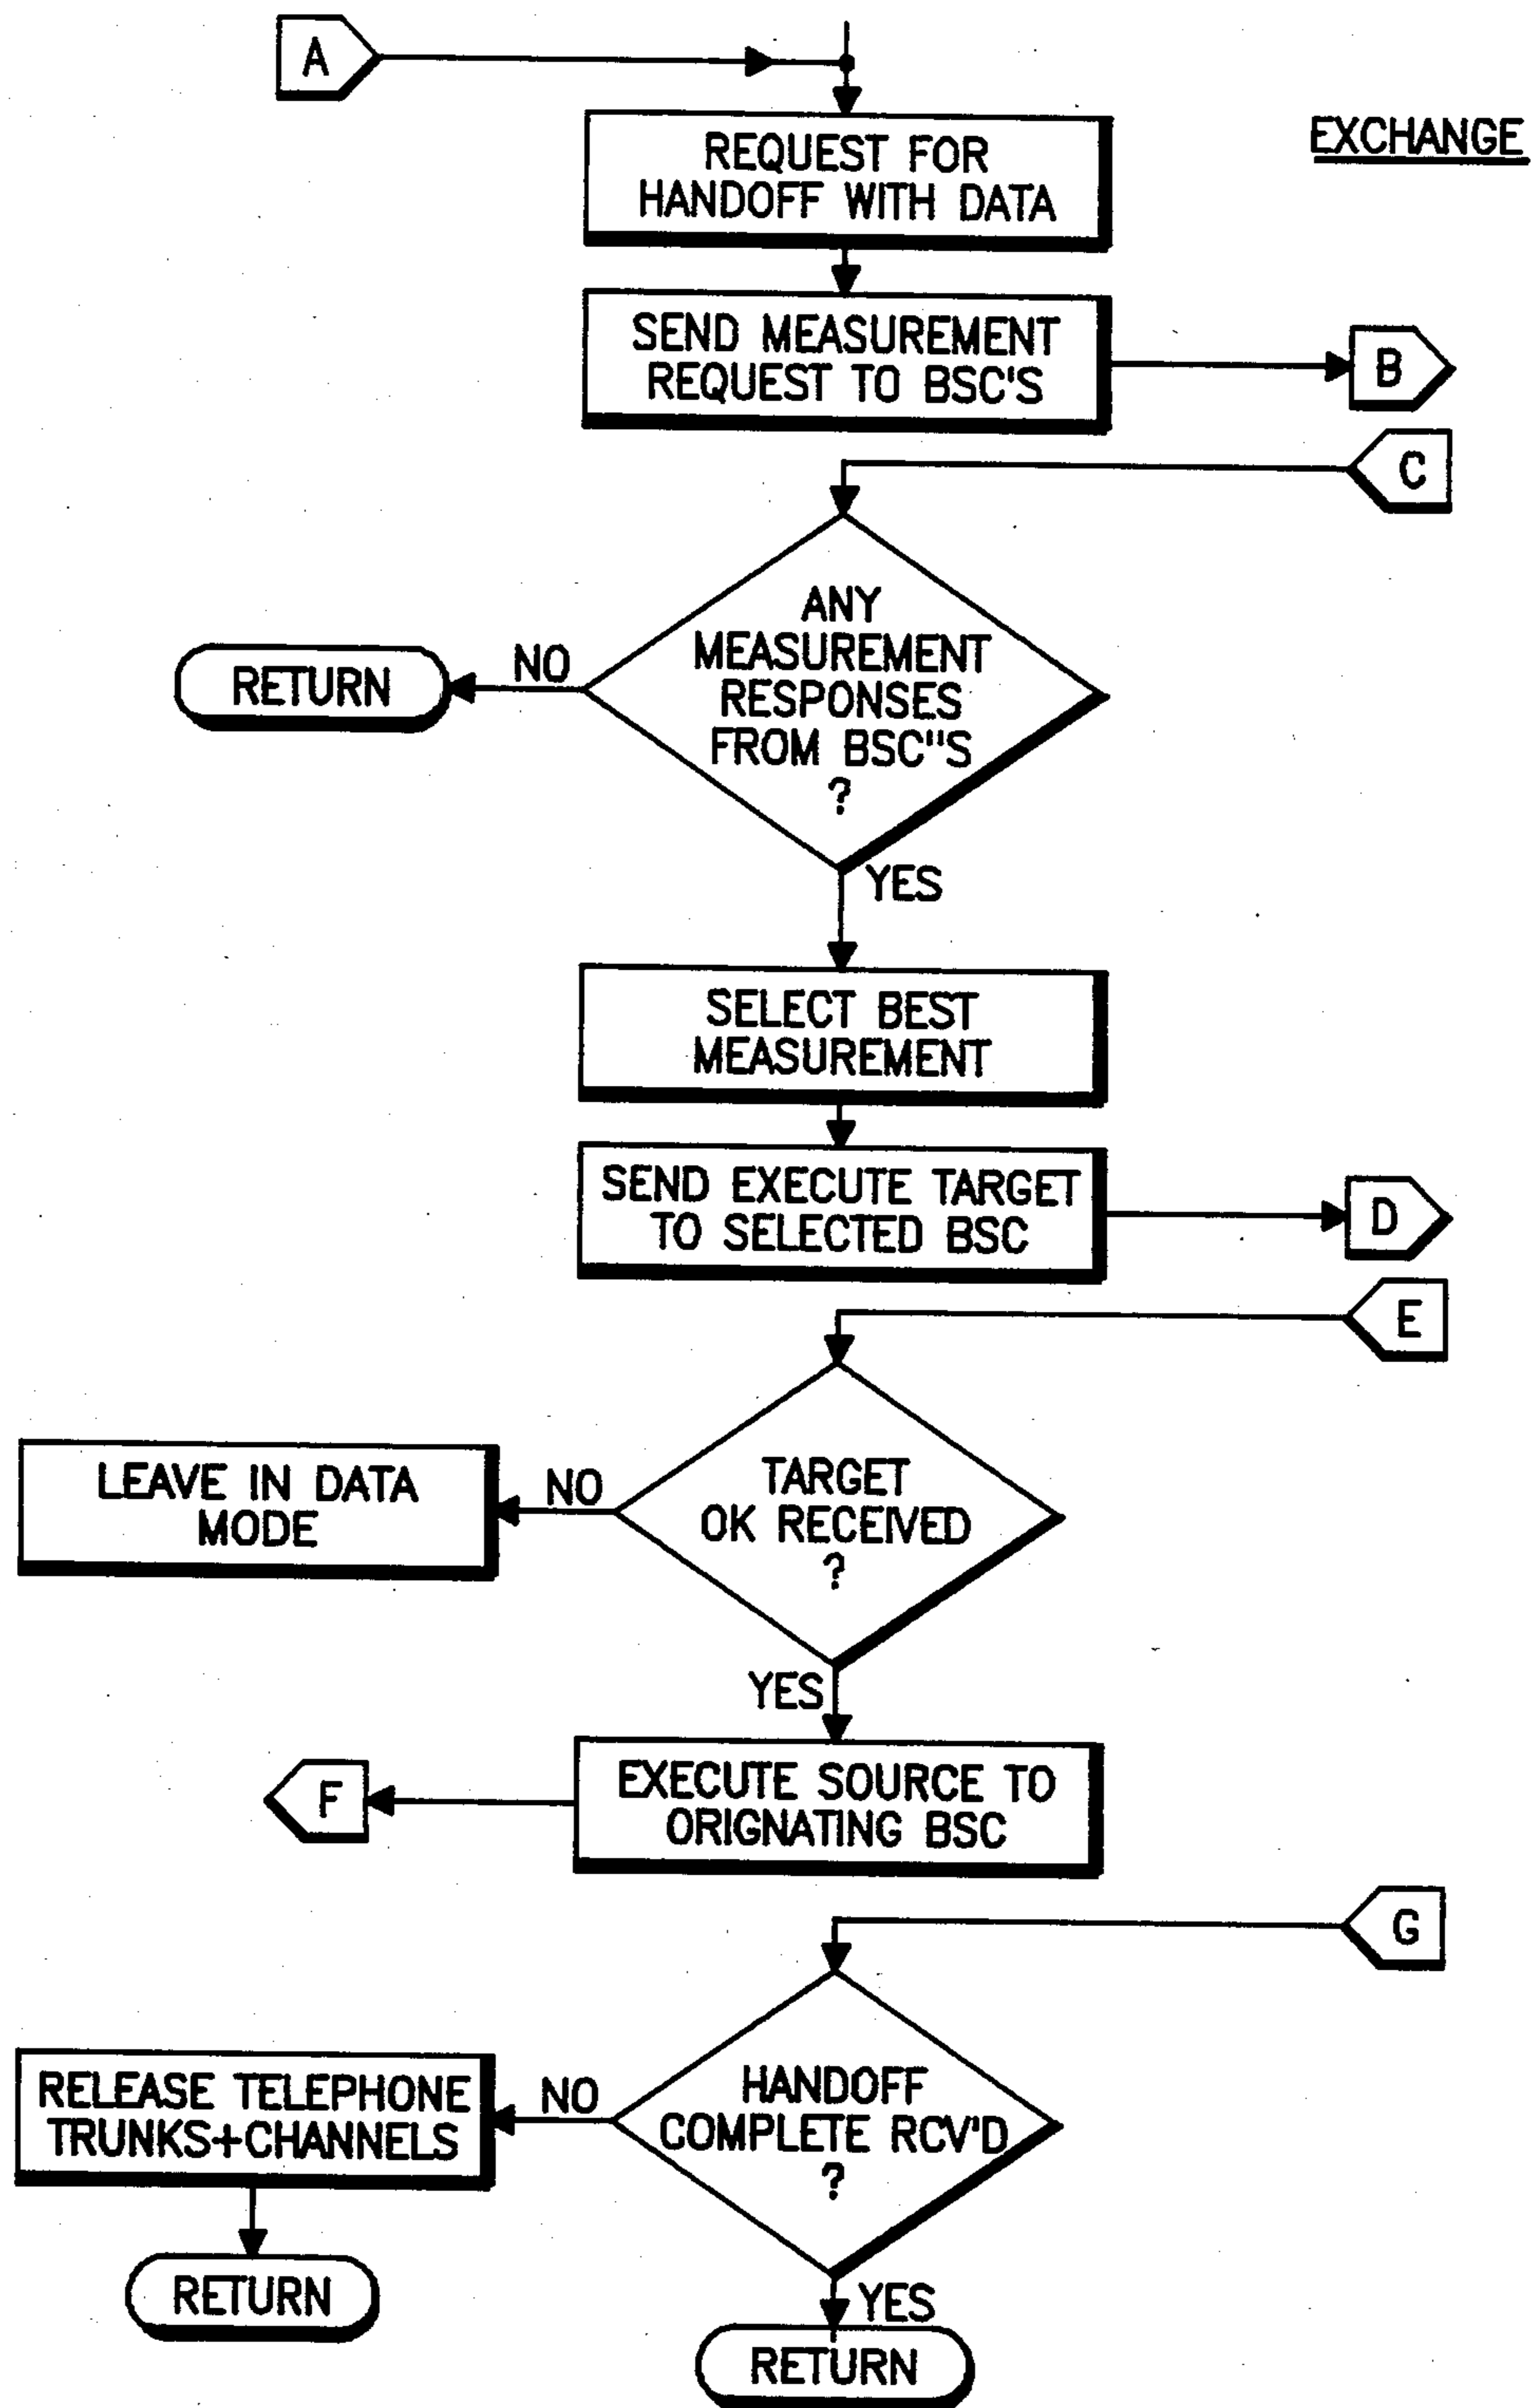 A
EXCHANGE
REQUEST FOR
HANDOFF WITH DATA
SEND MEASUREMENT
REQUEST TO BSC'S
B
C
ANY
MEASUREMENT
RESPONSES
FROM BSC"S
?
NO
RETURN
YES
SELECT BEST
MEASUREMENT
SEND EXECUTE TARGET
TO SELECTED BSC
D
E
TARGET
OK RECEIVED
?
NO
LEAVE IN DATA
MODE
YES
EXECUTE SOURCE TO
ORIGNATING BSC
F
G
HANDOFF
COMPLETE RCV'D
?
NO
RELEASE TELEPHONE
TRUNKS+CHANNELS
RETURN
YES
RETURN